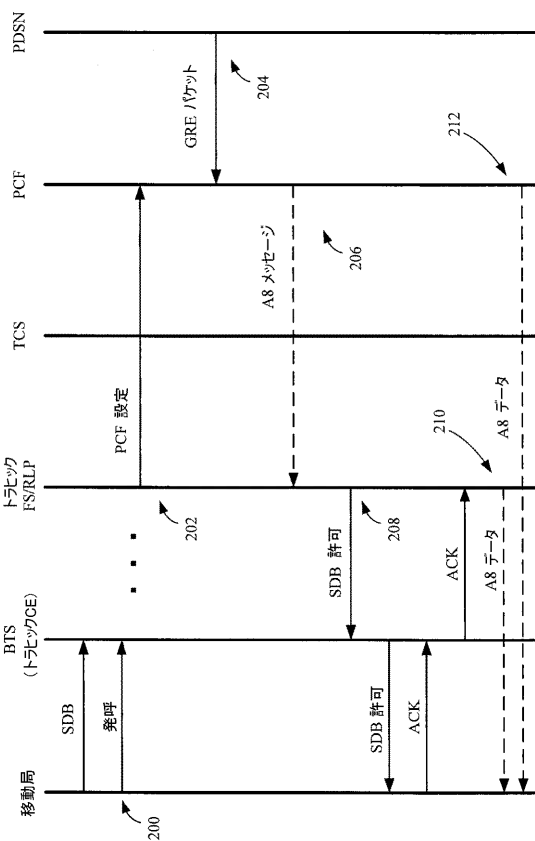 移動局
BTS
(トラヒックCE)
トラヒック
FS/RLP
TCS
PCF
PDSN
SDB
発呼
200
PCF 設定
202
GRE パケット
204
A8 メッセージ
206
SDB 許可
208
SDB 許可
ACK
ACK
A8 データ
210
A8 データ
212